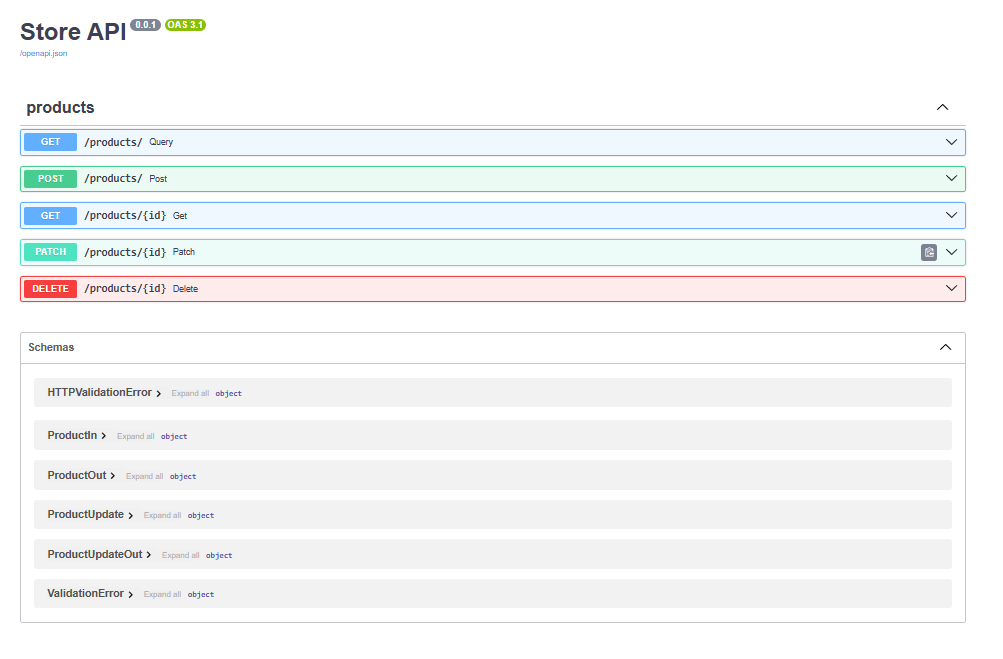 Store API 0.0.1 OAS 3.1
/openapi.json
products
GET /products/ Query
POST /products/ Post
GET /products/{id} Get
PATCH /products/{id} Patch
DELETE /products/{id} Delete
Schemas
HTTPValidationError Expand all object
ProductIn Expand all object
ProductOut Expand all object
ProductUpdate Expand all object
ProductUpdateOut Expand all object
ValidationError Expand all object